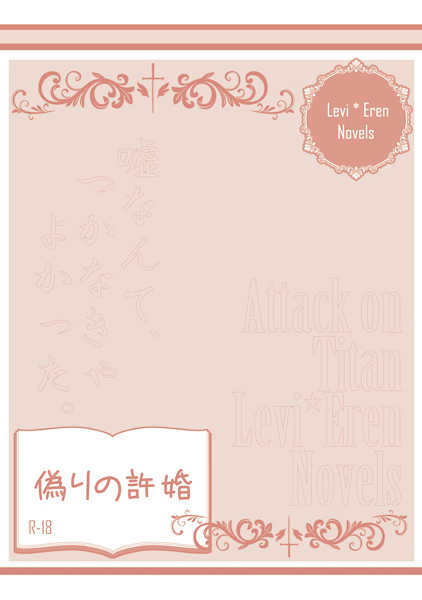 Levi * Eren
Novels
嘘なんて、
つかなきゃ
よかった。
Attack on
Titan
Levi*Eren
Novels
偽りの許婚
R-18